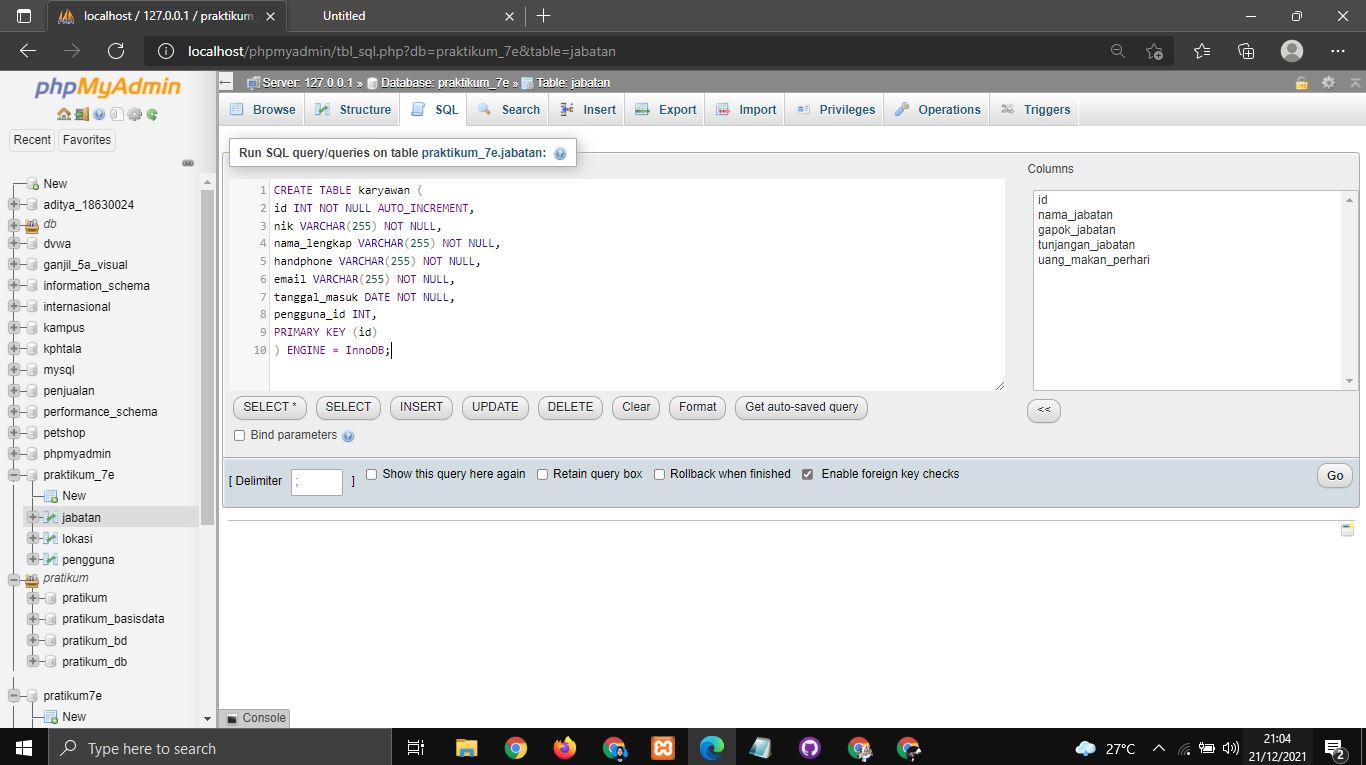 localhost / 127.0.0.1 / praktikum_
Untitled
localhost/phpmyadmin/tbl_sql.php?db=praktikum_7e&table=jabatan
phpMyAdmin
Recent Favorites
New
aditya_18630024
db
dvwa
ganjil_5a_visual
information_schema
internasional
kampus
kphtala
mysql
penjualan
performance_schema
petshop
phpmyadmin
praktikum_7e
New
jabatan
lokasi
pengguna
pratikum
pratikum
pratikum_basisdata
pratikum_bd
pratikum_db
pratikum7e
New
Server: 127.0.0.1 » Database: praktikum_7e » Table: jabatan
Browse Structure SQL Search Insert Export Import Privileges Operations Triggers
Run SQL query/queries on table praktikum_7e.jabatan:
1 CREATE TABLE karyawan (
2 id INT NOT NULL AUTO_INCREMENT,
3 nik VARCHAR(255) NOT NULL,
4 nama_lengkap VARCHAR(255) NOT NULL,
5 handphone VARCHAR(255) NOT NULL,
6 email VARCHAR(255) NOT NULL,
7 tanggal_masuk DATE NOT NULL,
8 pengguna_id INT,
9 PRIMARY KEY (id)
10 ) ENGINE = InnoDB;
Columns
id
nama_jabatan
gapok_jabatan
tunjangan_jabatan
uang_makan_perhari
<<
SELECT * SELECT INSERT UPDATE DELETE Clear Format Get auto-saved query
Bind parameters
[ Delimiter ; ] Show this query here again Retain query box Rollback when finished Enable foreign key checks Go
Console
Type here to search
27°C
21:04
21/12/2021
2